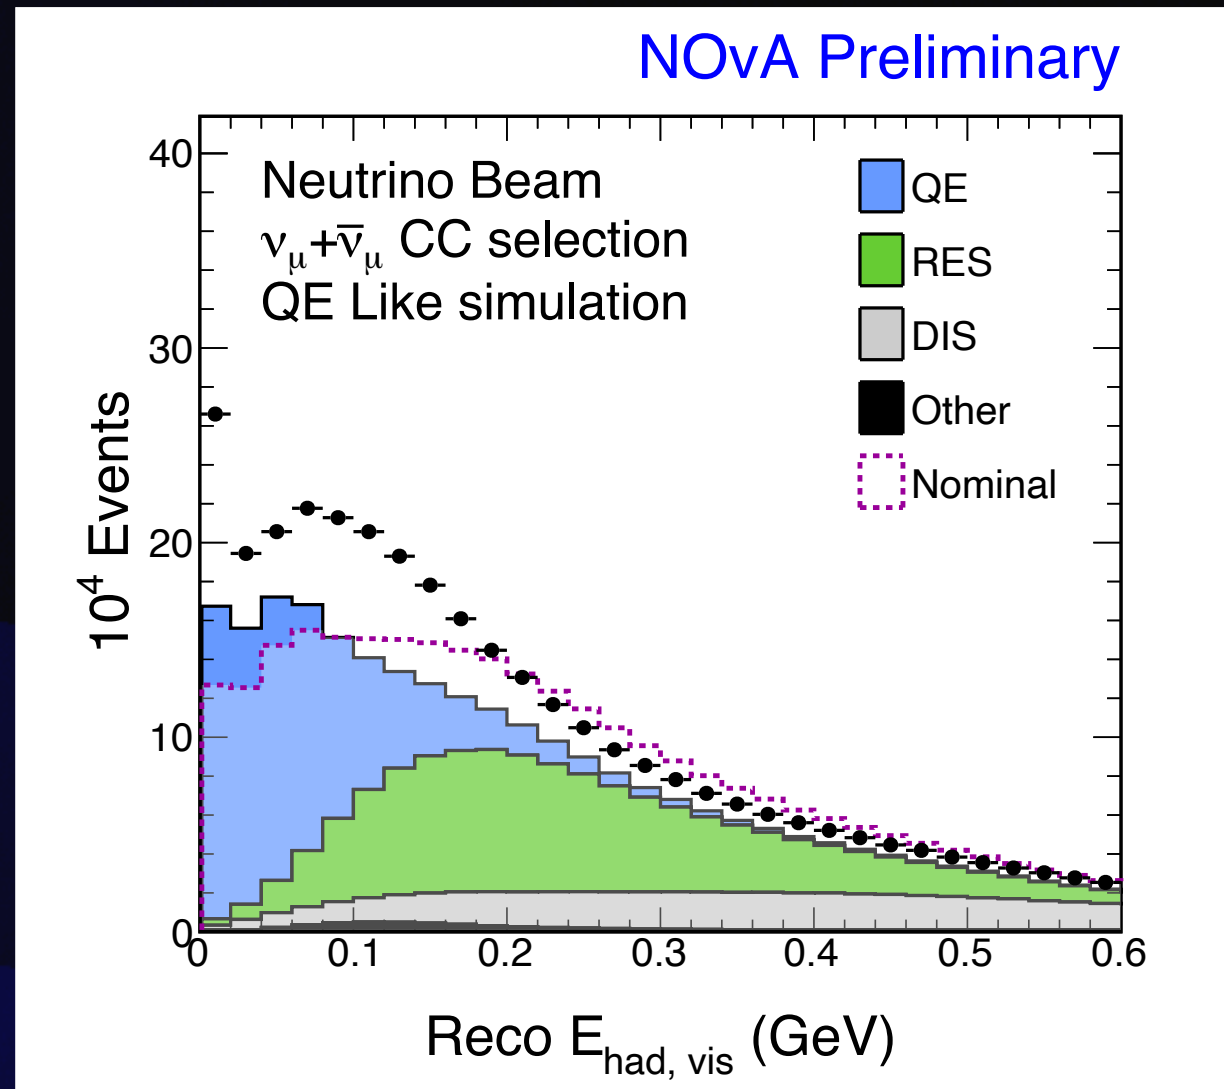 NOvA Preliminary
Neutrino Beam
νμ+ν̅μ CC selection
QE Like simulation
QE
RES
DIS
Other
Nominal
40
30
20
10
0
10⁴ Events
0 0.1 0.2 0.3 0.4 0.5 0.6
Reco E had, vis (GeV)